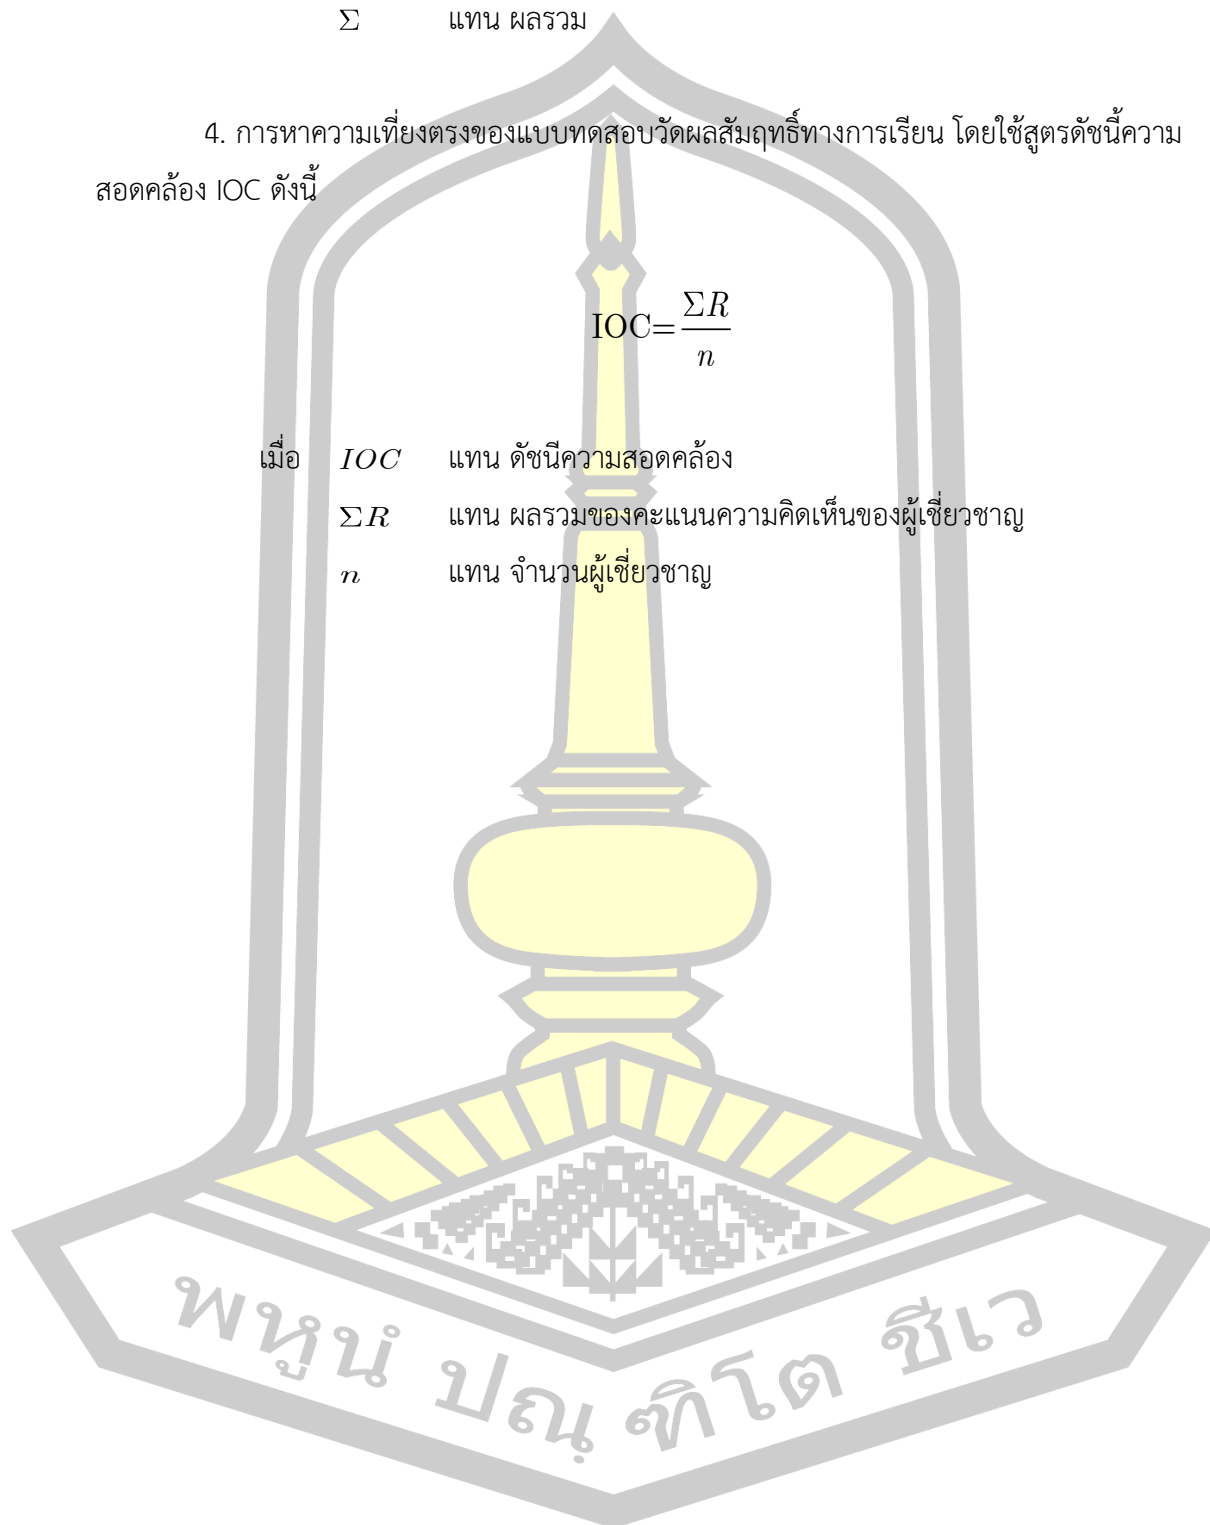 Σ แทน ผลรวม
4. การหาความเที่ยงตรงของแบบทดสอบวัดผลสัมฤทธิ์ทางการเรียน โดยใช้สูตรดัชนี้ความ
สอดคล้อง IOC ดังนี้
IOC=ΣR/n
เมื่อ IOC แทน ดัชนีความสอดคล้อง
ΣR แทน ผลรวมของคะแนนความคิดเห็นของผู้เชี่ยวชาญ
n แทน จำนวนผู้เชี่ยวชาญ
พหูนํ ปณฺ ฑิโต ชีเว